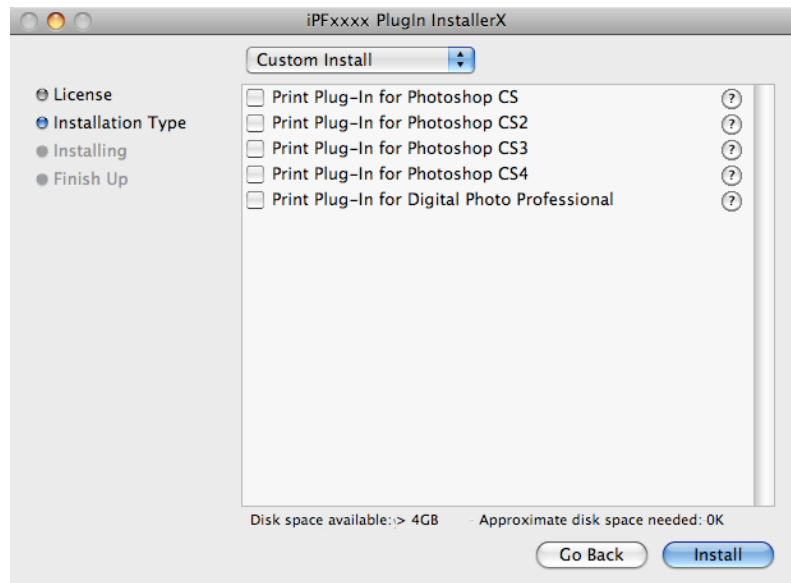 iPFxxxx PlugIn InstallerX
Custom Install
License
Installation Type
Installing
Finish Up
Print Plug-In for Photoshop CS ?
Print Plug-In for Photoshop CS2 ?
Print Plug-In for Photoshop CS3 ?
Print Plug-In for Photoshop CS4 ?
Print Plug-In for Digital Photo Professional ?
Disk space available: > 4GB - Approximate disk space needed: 0K
Go Back Install